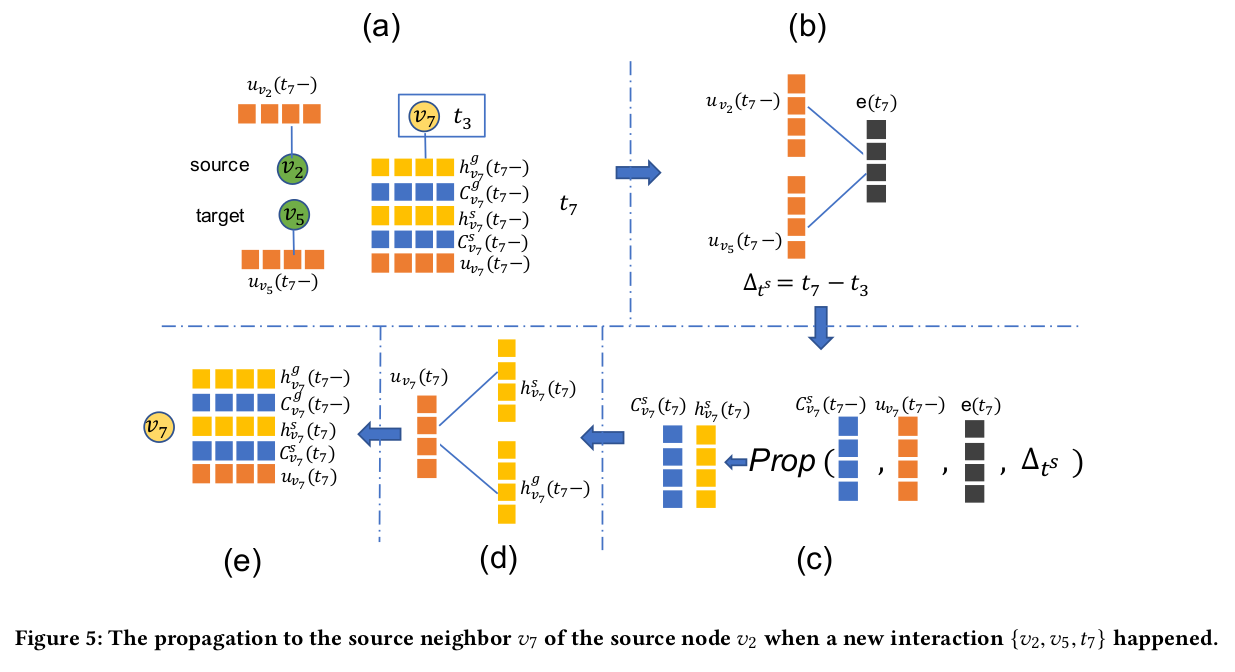 (a)
(b)
u_{v_2}(t_7−)
source
v_2
target
v_5
u_{v_5}(t_7−)
v_7 t_3
h^g_{v_7}(t_7−)
C^g_{v_7}(t_7−)
h^s_{v_7}(t_7−)
C^s_{v_7}(t_7−)
u_{v_7}(t_7−)
t_7
u_{v_2}(t_7−)
e(t_7)
u_{v_5}(t_7−)
Δ_{t^s} = t_7 − t_3
v_7
h^g_{v_7}(t_7−)
C^g_{v_7}(t_7−)
h^s_{v_7}(t_7)
C^s_{v_7}(t_7)
u_{v_7}(t_7)
u_{v_7}(t_7)
h^s_{v_7}(t_7)
h^g_{v_7}(t_7−)
C^s_{v_7}(t_7) h^s_{v_7}(t_7)
C^s_{v_7}(t_7−) u_{v_7}(t_7−) e(t_7)
Prop ( , , , Δ_{t^s} )
(e)
(d)
(c)
Figure 5: The propagation to the source neighbor v_7 of the source node v_2 when a new interaction {v_2, v_5, t_7} happened.